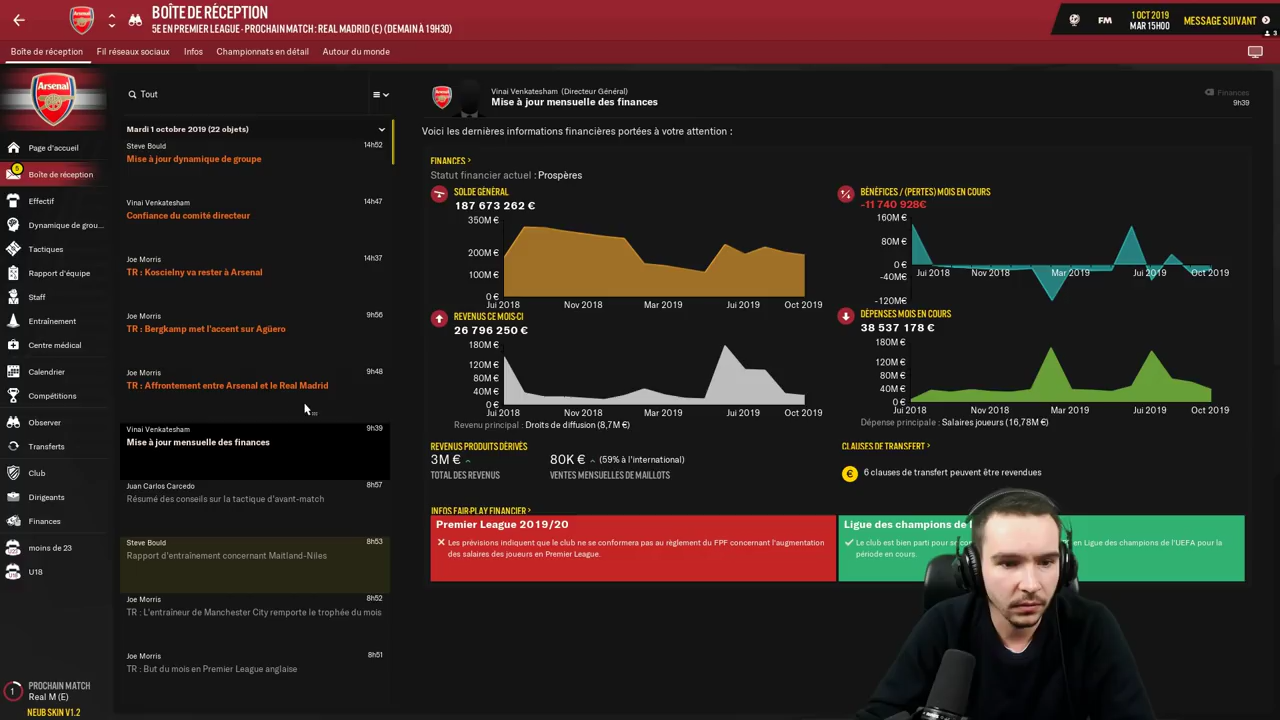 BOÎTE DE RÉCEPTION
5E EN PREMIER LEAGUE - PROCHAIN MATCH : REAL MADRID (E) (DEMAIN À 19H30)
FM
1 OCT 2019
MAR 15H00
MESSAGE SUIVANT
3
Boîte de réception
Fil réseaux sociaux
Infos
Championnats en détail
Autour du monde
Arsenal
Page d'accueil
5
Boîte de réception
Effectif
Dynamique de grou...
Tactiques
Rapport d'équipe
Staff
Entraînement
Centre médical
Calendrier
Compétitions
Observer
Transferts
Club
Dirigeants
Finances
moins de 23
U18
1
PROCHAIN MATCH
Real M (E)
NEUB SKIN V1.2
Tout
Mardi 1 octobre 2019 (22 objets)
Steve Bould 14h52
Mise à jour dynamique de groupe
Vinai Venkatesham 14h47
Confiance du comité directeur
Joe Morris 14h37
TR : Koscielny va rester à Arsenal
Joe Morris 9h56
TR : Bergkamp met l'accent sur Agüero
Joe Morris 9h48
TR : Affrontement entre Arsenal et le Real Madrid
Vinai Venkatesham 9h39
Mise à jour mensuelle des finances
Juan Carlos Carcedo 8h57
Résumé des conseils sur la tactique d'avant-match
Steve Bould 8h53
Rapport d'entraînement concernant Maitland-Niles
Joe Morris 8h52
TR : L'entraîneur de Manchester City remporte le trophée du mois
Joe Morris 8h51
TR : But du mois en Premier League anglaise
Vinai Venkatesham (Directeur Général)
Mise à jour mensuelle des finances
Finances
9h39
Voici les dernières informations financières portées à votre attention :
FINANCES >
Statut financier actuel : Prospères
SOLDE GÉNÉRAL
187 673 262 €
350M €
200M €
100M €
0 €
Jul 2018 Nov 2018 Mar 2019 Jul 2019 Oct 2019
BÉNÉFICES / (PERTES) MOIS EN COURS
-11 740 928€
160M €
80M €
0 €
-40M€
-120M€
Jul 2018 Nov 2018 Mar 2019 Jul 2019 Oct 2019
REVENUS CE MOIS-CI
26 796 250 €
180M €
120M €
80M €
40M €
0 €
Jul 2018 Nov 2018 Mar 2019 Jul 2019 Oct 2019
Revenu principal : Droits de diffusion (8,7M €)
DÉPENSES MOIS EN COURS
38 537 178 €
180M €
120M €
80M €
40M €
0 €
Jul 2018 Nov 2018 Mar 2019 Jul 2019 Oct 2019
Dépense principale : Salaires joueurs (16,78M €)
REVENUS PRODUITS DÉRIVÉS
3M € 80K € (59% à l'international)
TOTAL DES REVENUS VENTES MENSUELLES DE MAILLOTS
CLAUSES DE TRANSFERT >
€ 6 clauses de transfert peuvent être revendues
INFOS FAIR-PLAY FINANCIER >
Premier League 2019/20
Les prévisions indiquent que le club ne se conformera pas au règlement du FPF concernant l'augmentation
des salaires des joueurs en Premier League.
Ligue des champions de
Le club est bien parti pour se en Ligue des champions de l'UEFA pour la
période en cours.